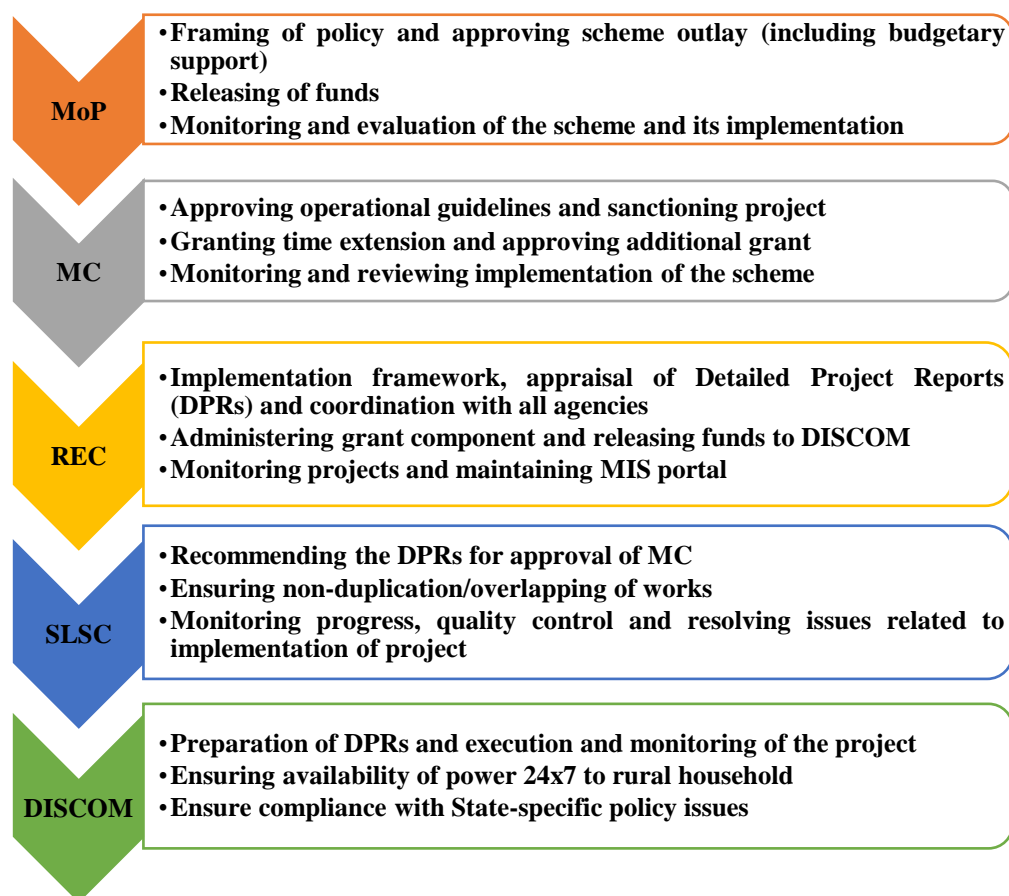 MoP
•Framing of policy and approving scheme outlay (including budgetary
support)
•Releasing of funds
•Monitoring and evaluation of the scheme and its implementation
MC
•Approving operational guidelines and sanctioning project
•Granting time extension and approving additional grant
•Monitoring and reviewing implementation of the scheme
REC
•Implementation framework, appraisal of Detailed Project Reports
(DPRs) and coordination with all agencies
•Administering grant component and releasing funds to DISCOM
•Monitoring projects and maintaining MIS portal
SLSC
•Recommending the DPRs for approval of MC
•Ensuring non-duplication/overlapping of works
•Monitoring progress, quality control and resolving issues related to
implementation of project
DISCOM
•Preparation of DPRs and execution and monitoring of the project
•Ensuring availability of power 24x7 to rural household
•Ensure compliance with State-specific policy issues